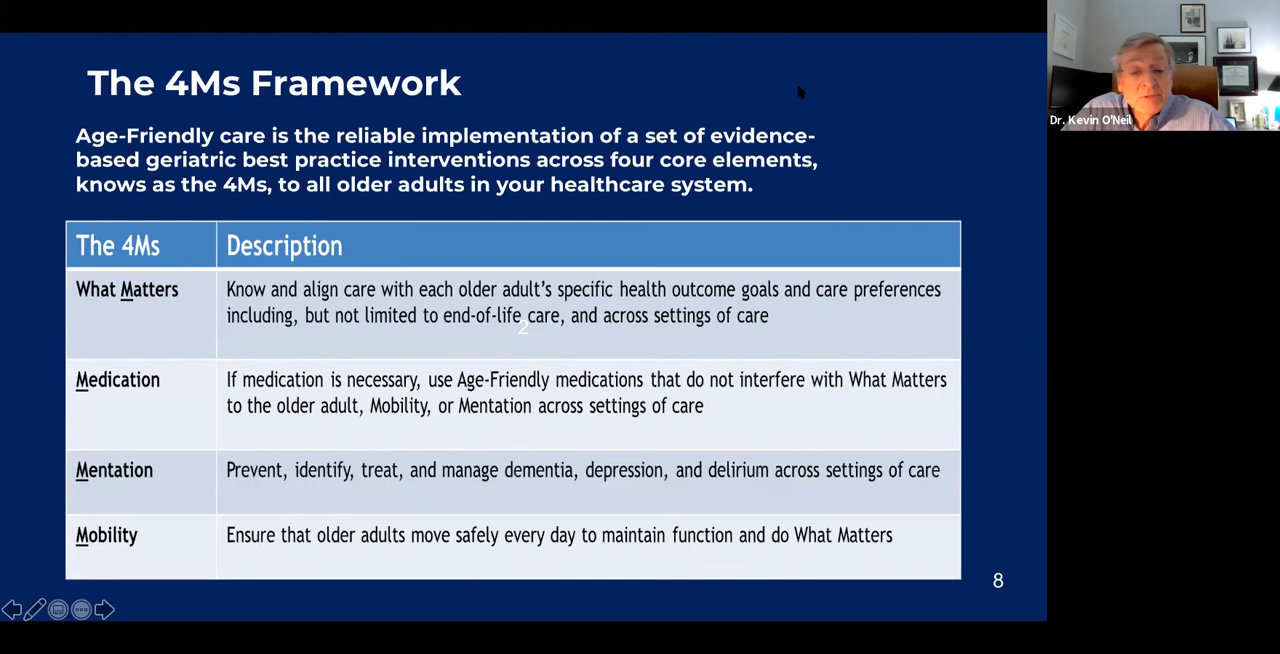 The 4Ms Framework
Age-Friendly care is the reliable implementation of a set of evidence-
based geriatric best practice interventions across four core elements,
knows as the 4Ms, to all older adults in your healthcare system.
The 4Ms
Description
What Matters
Know and align care with each older adult's specific health outcome goals and care preferences
including, but not limited to end-of-life care, and across settings of care
2
Medication
If medication is necessary, use Age-Friendly medications that do not interfere with What Matters
to the older adult, Mobility, or Mentation across settings of care
Mentation
Prevent, identify, treat, and manage dementia, depression, and delirium across settings of care
Mobility
Ensure that older adults move safely every day to maintain function and do What Matters
8
Dr. Kevin O'Neil